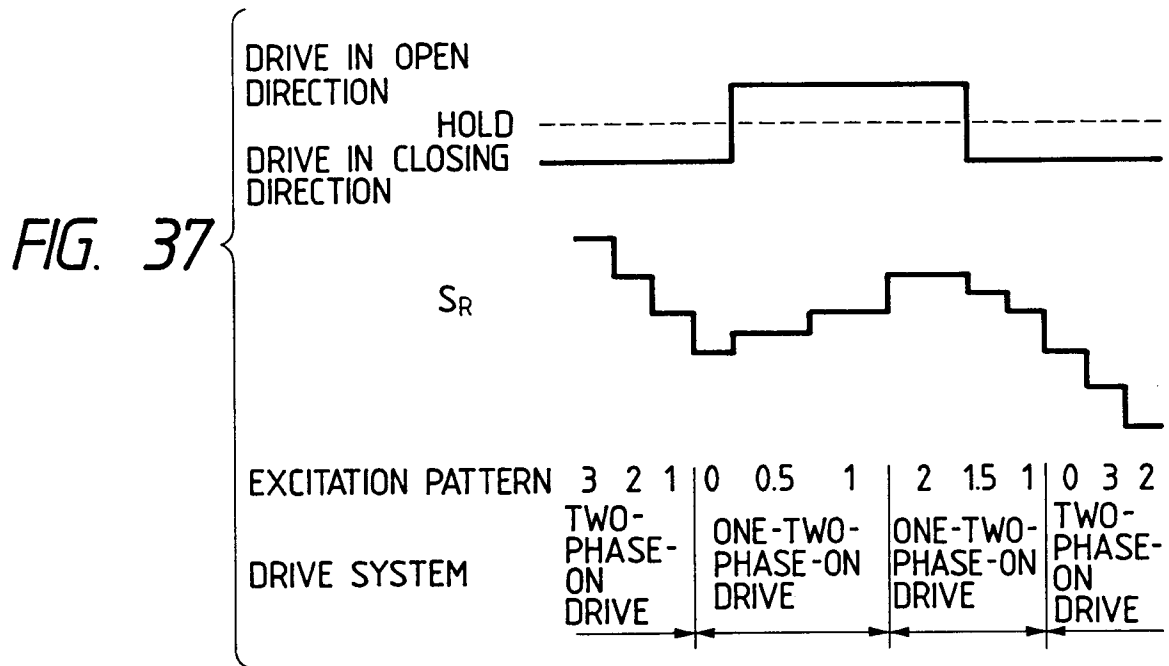 DRIVE IN OPEN
DIRECTION
HOLD
DRIVE IN CLOSING
DIRECTION
FIG. 37
SR
EXCITATION PATTERN 3 2 1 0 0.5 1 2 1.5 1 0 3 2
DRIVE SYSTEM
TWO-
PHASE-
ON
DRIVE
ONE-TWO-
PHASE-ON
DRIVE
ONE-TWO-
PHASE-ON
DRIVE
TWO-
PHASE-
ON
DRIVE